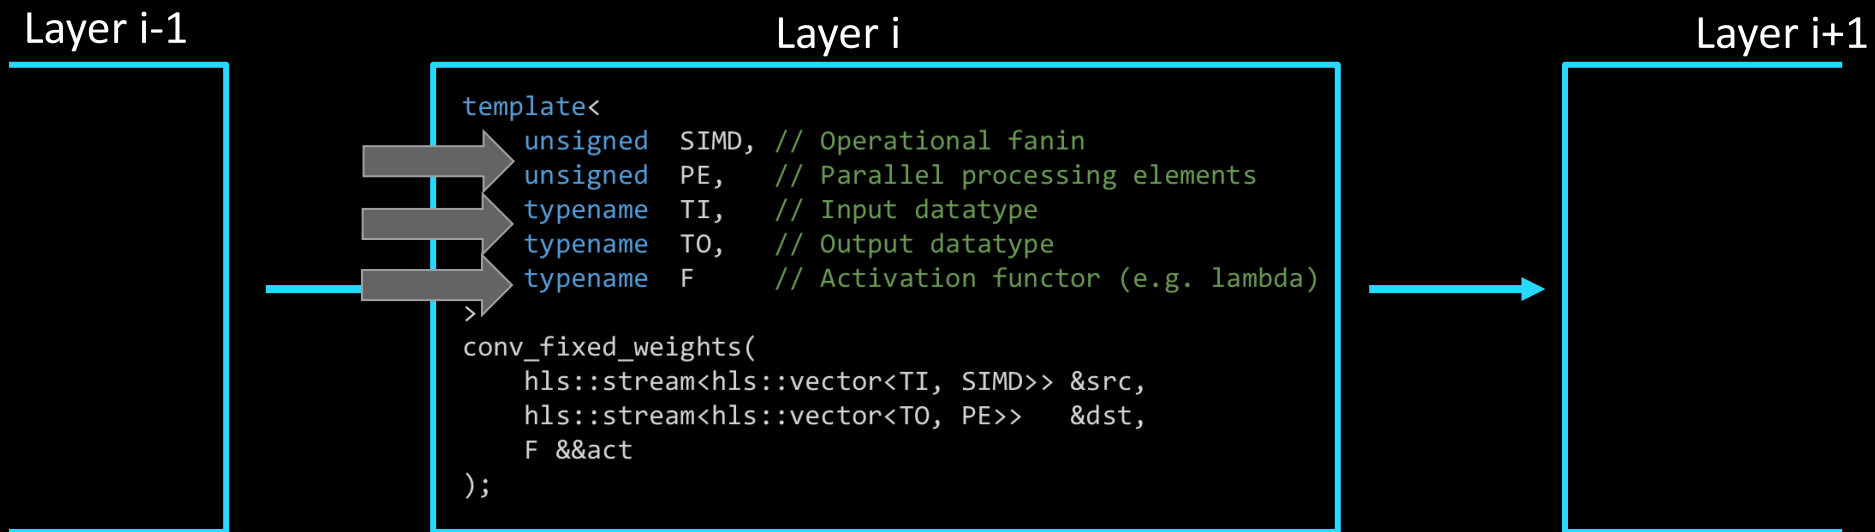 Layer i-1
Layer i
Layer i+1
template<
    unsigned  SIMD, // Operational fanin
    unsigned  PE,   // Parallel processing elements
    typename  TI,   // Input datatype
    typename  TO,   // Output datatype
    typename  F     // Activation functor (e.g. lambda)
>
conv_fixed_weights(
    hls::stream<hls::vector<TI, SIMD>> &src,
    hls::stream<hls::vector<TO, PE>>   &dst,
    F &&act
);